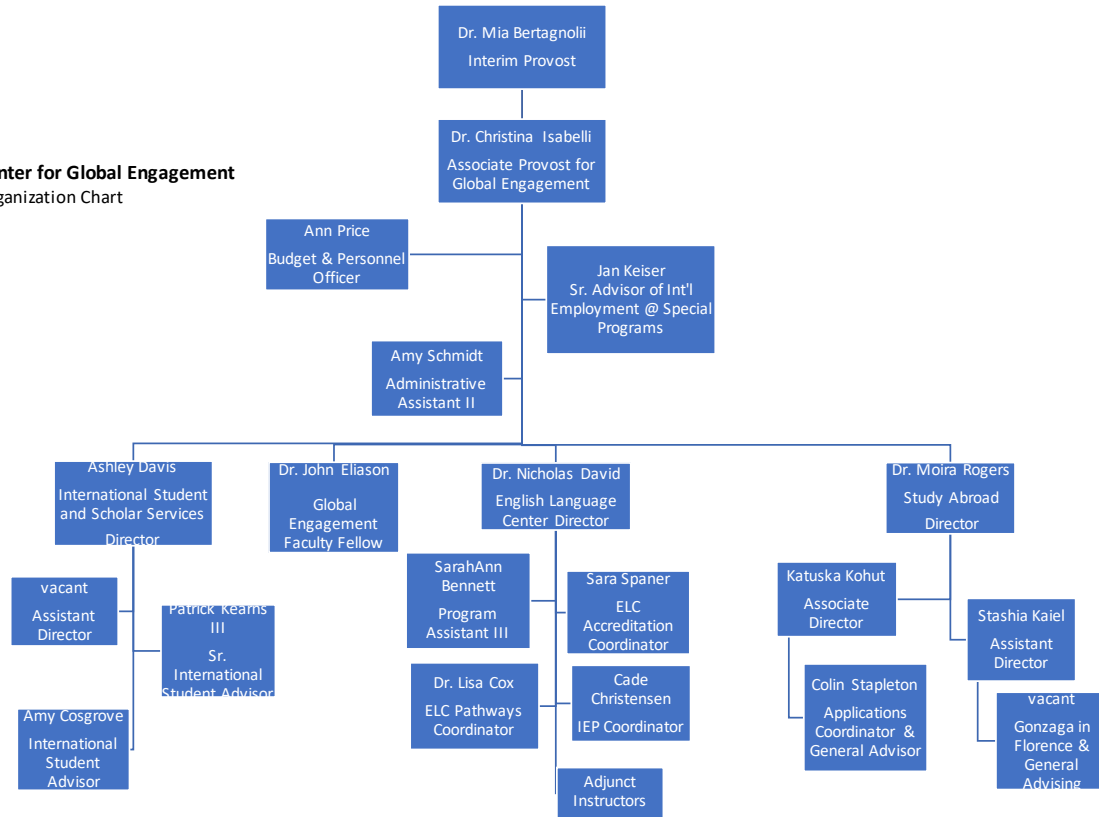 Dr. Mia Bertagnolii
Interim Provost
Dr. Christina Isabelli
Associate Provost for
Global Engagement
nter for Global Engagement
ganization Chart
Ann Price
Budget & Personnel
Officer
Jan Keiser
Sr. Advisor of Int'l
Employment @ Special
Programs
Amy Schmidt
Administrative
Assistant II
Ashley Davis
International Student
and Scholar Services
Director
Dr. John Eliason
Global
Engagement
Faculty Fellow
Dr. Nicholas David
English Language
Center Director
Dr. Moira Rogers
Study Abroad
Director
vacant
Assistant
Director
Patrick Kearns
III
Sr.
International
Student Advisor
Amy Cosgrove
International
Student
Advisor
SarahAnn
Bennett
Program
Assistant III
Sara Spaner
ELC
Accreditation
Coordinator
Dr. Lisa Cox
ELC Pathways
Coordinator
Cade
Christensen
IEP Coordinator
Adjunct
Instructors
Katuska Kohut
Associate
Director
Stashia Kaiel
Assistant
Director
Colin Stapleton
Applications
Coordinator &
General Advisor
vacant
Gonzaga in
Florence &
General
Advising